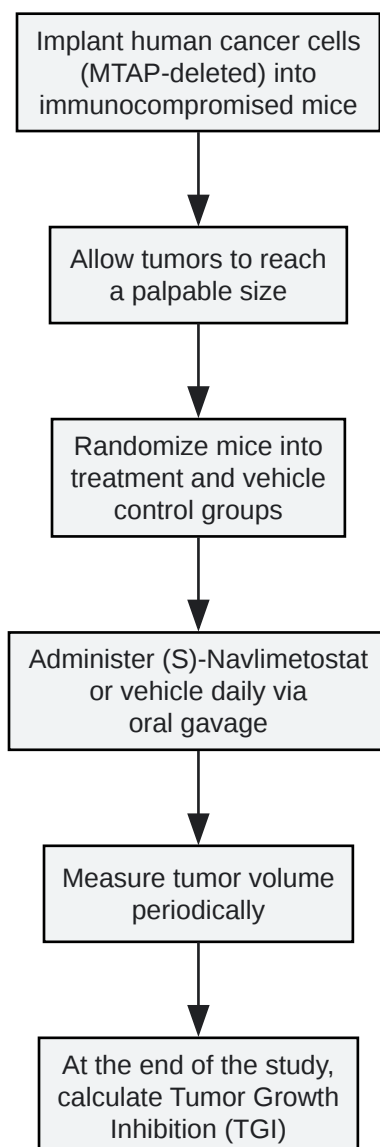 Implant human cancer cells
(MTAP-deleted) into
immunocompromised mice
Allow tumors to reach
a palpable size
Randomize mice into
treatment and vehicle
control groups
Administer (S)-Navlimetostat
or vehicle daily via
oral gavage
Measure tumor volume
periodically
At the end of the study,
calculate Tumor Growth
Inhibition (TGI)